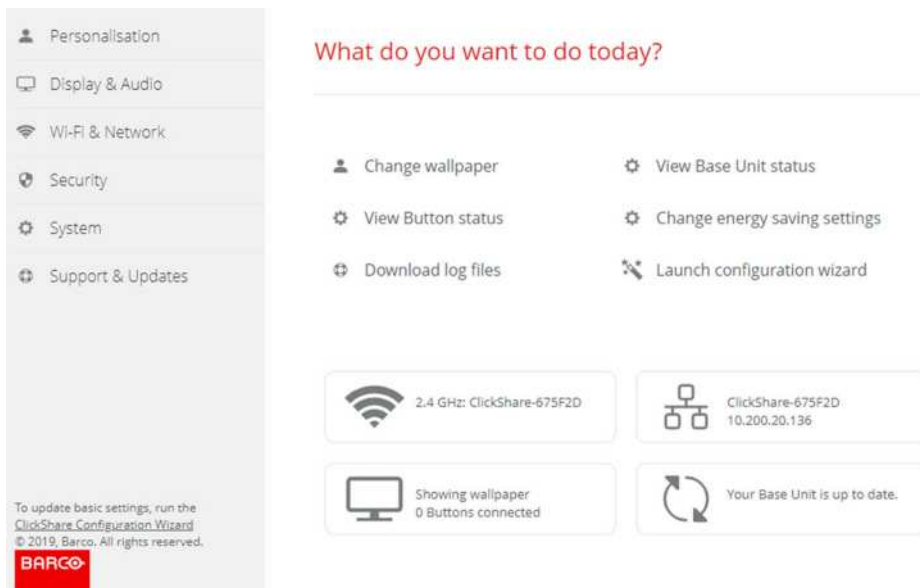 Personalisation
Display & Audio
Wi-Fi & Network
Security
System
Support & Updates
To update basic settings, run the
ClickShare Configuration Wizard
© 2019, Barco. All rights reserved.
BARCO
What do you want to do today?
Change wallpaper
View Base Unit status
View Button status
Change energy saving settings
Download log files
Launch configuration wizard
2.4 GHz: ClickShare-675F2D
ClickShare-675F2D
10.200.20.136
Showing wallpaper
0 Buttons connected
Your Base Unit is up to date.